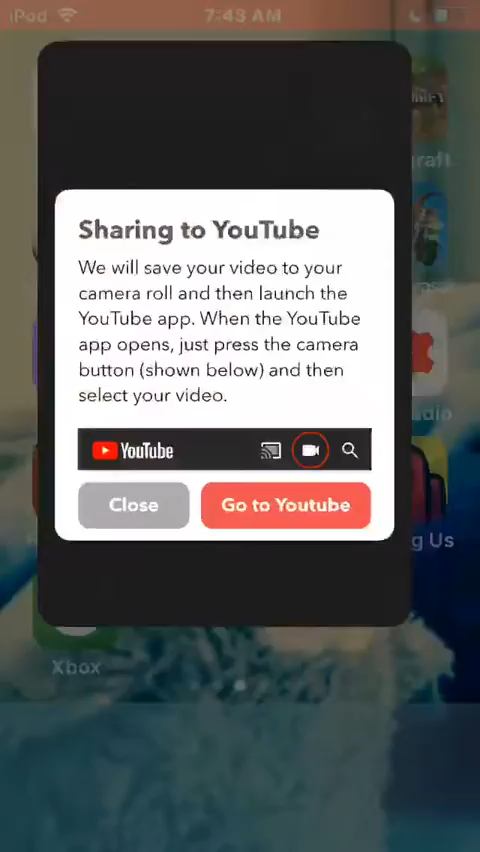 iPod 7:43 AM
Sharing to YouTube
We will save your video to your
camera roll and then launch the
YouTube app. When the YouTube
app opens, just press the camera
button (shown below) and then
select your video.
YouTube
Close Go to Youtube
g Us
Xbox